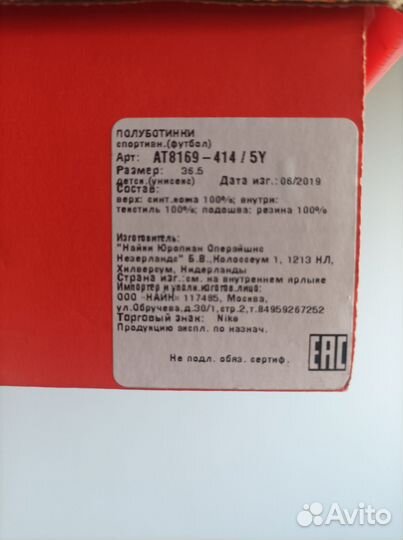 ПОЛУБОТИНКИ
спортивн.(футбол)
Арт: AT8169-414 / 5Y
Размер: 36.5
детск.(унисекс) Дата изг.:06/2019
Состав:
верх: синт.кожа 100%; внутри:
текстиль 100%; подошва: резина 100%
Изготовитель:
"Найки Юропиан Оперэйшнс
Незерландс" Б.В.,Колоссеум 1, 1213 НЛ,
Хилверсум, Нидерланды
Страна изг.:см. на внутреннем ярлыке
Импортер и уполн.изготов.лицо:
ООО «НАЙК» 117485, Москва,
ул.Обручева,д.30/1,стр.2,т.84959267252
Торговый знак: Nike
Продукцию экспл. по назнач.
Не подл. обяз. сертиф.
EAC
Avito